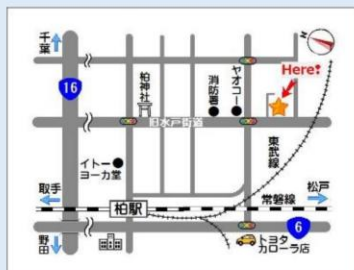 千葉
16
柏神社
消防署
ヤオコー
N
Here!
旧水戸街道
東武線
イトー
ヨーカ堂
取手
柏駅
常磐線
松戸
野田
6
トヨタ
カローラ店